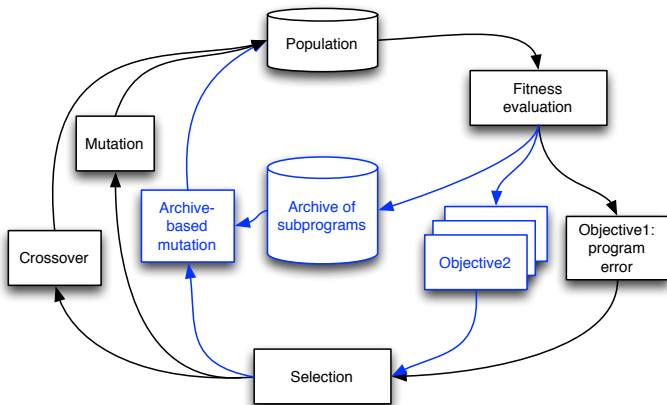 Population
Fitness
evaluation
Mutation
Archive-
based
mutation
Archive of
subprograms
Crossover
Objective2
Objective1:
program
error
Selection